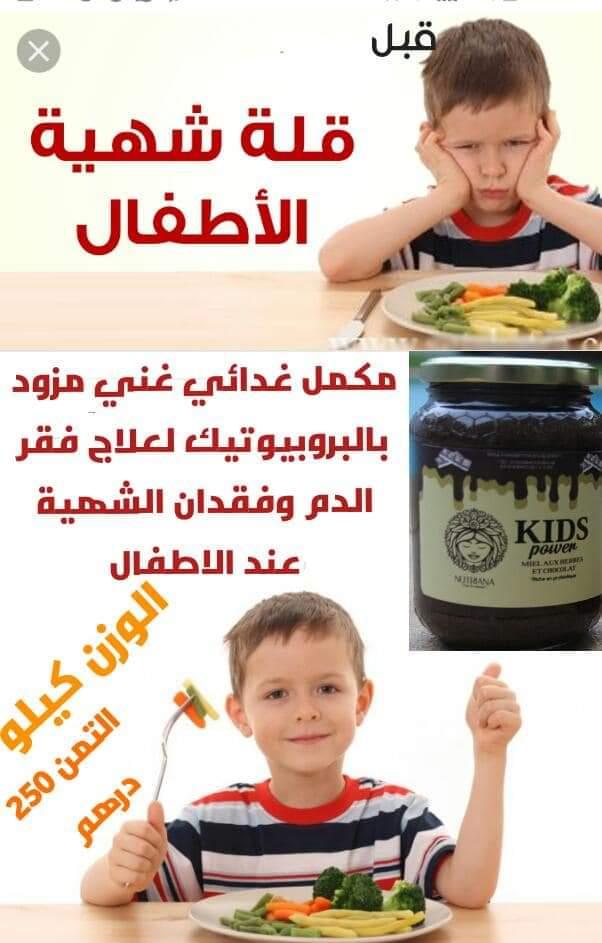 قبل
قلة شهية
الأطفال
مكمل غدائي غني مزود
بالبروبيوتيك لعلاج فقر
الدم وفقدان الشهية
عند الاطفال
KIDS
power
MIEL AUX HERBES
ET CHOCOLAT
NUTRIANA
الوزن كيلو
التمن 250
درهم